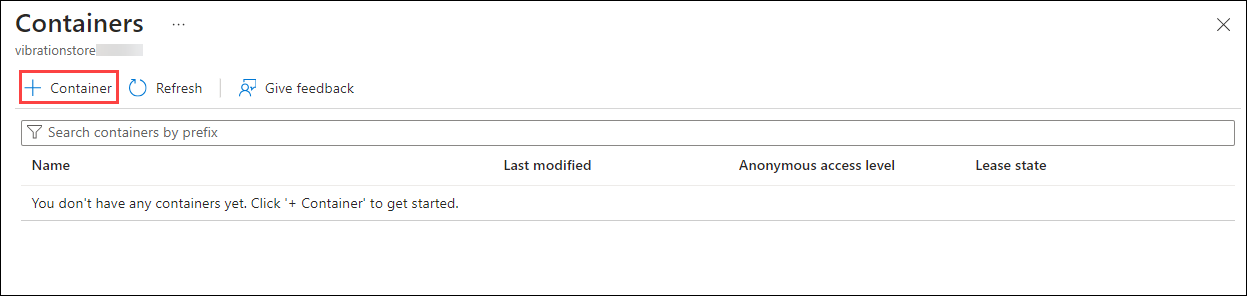 Containers ...
vibrationstore
+ Container Refresh Give feedback
Search containers by prefix
Name Last modified Anonymous access level Lease state
You don't have any containers yet. Click '+ Container' to get started.